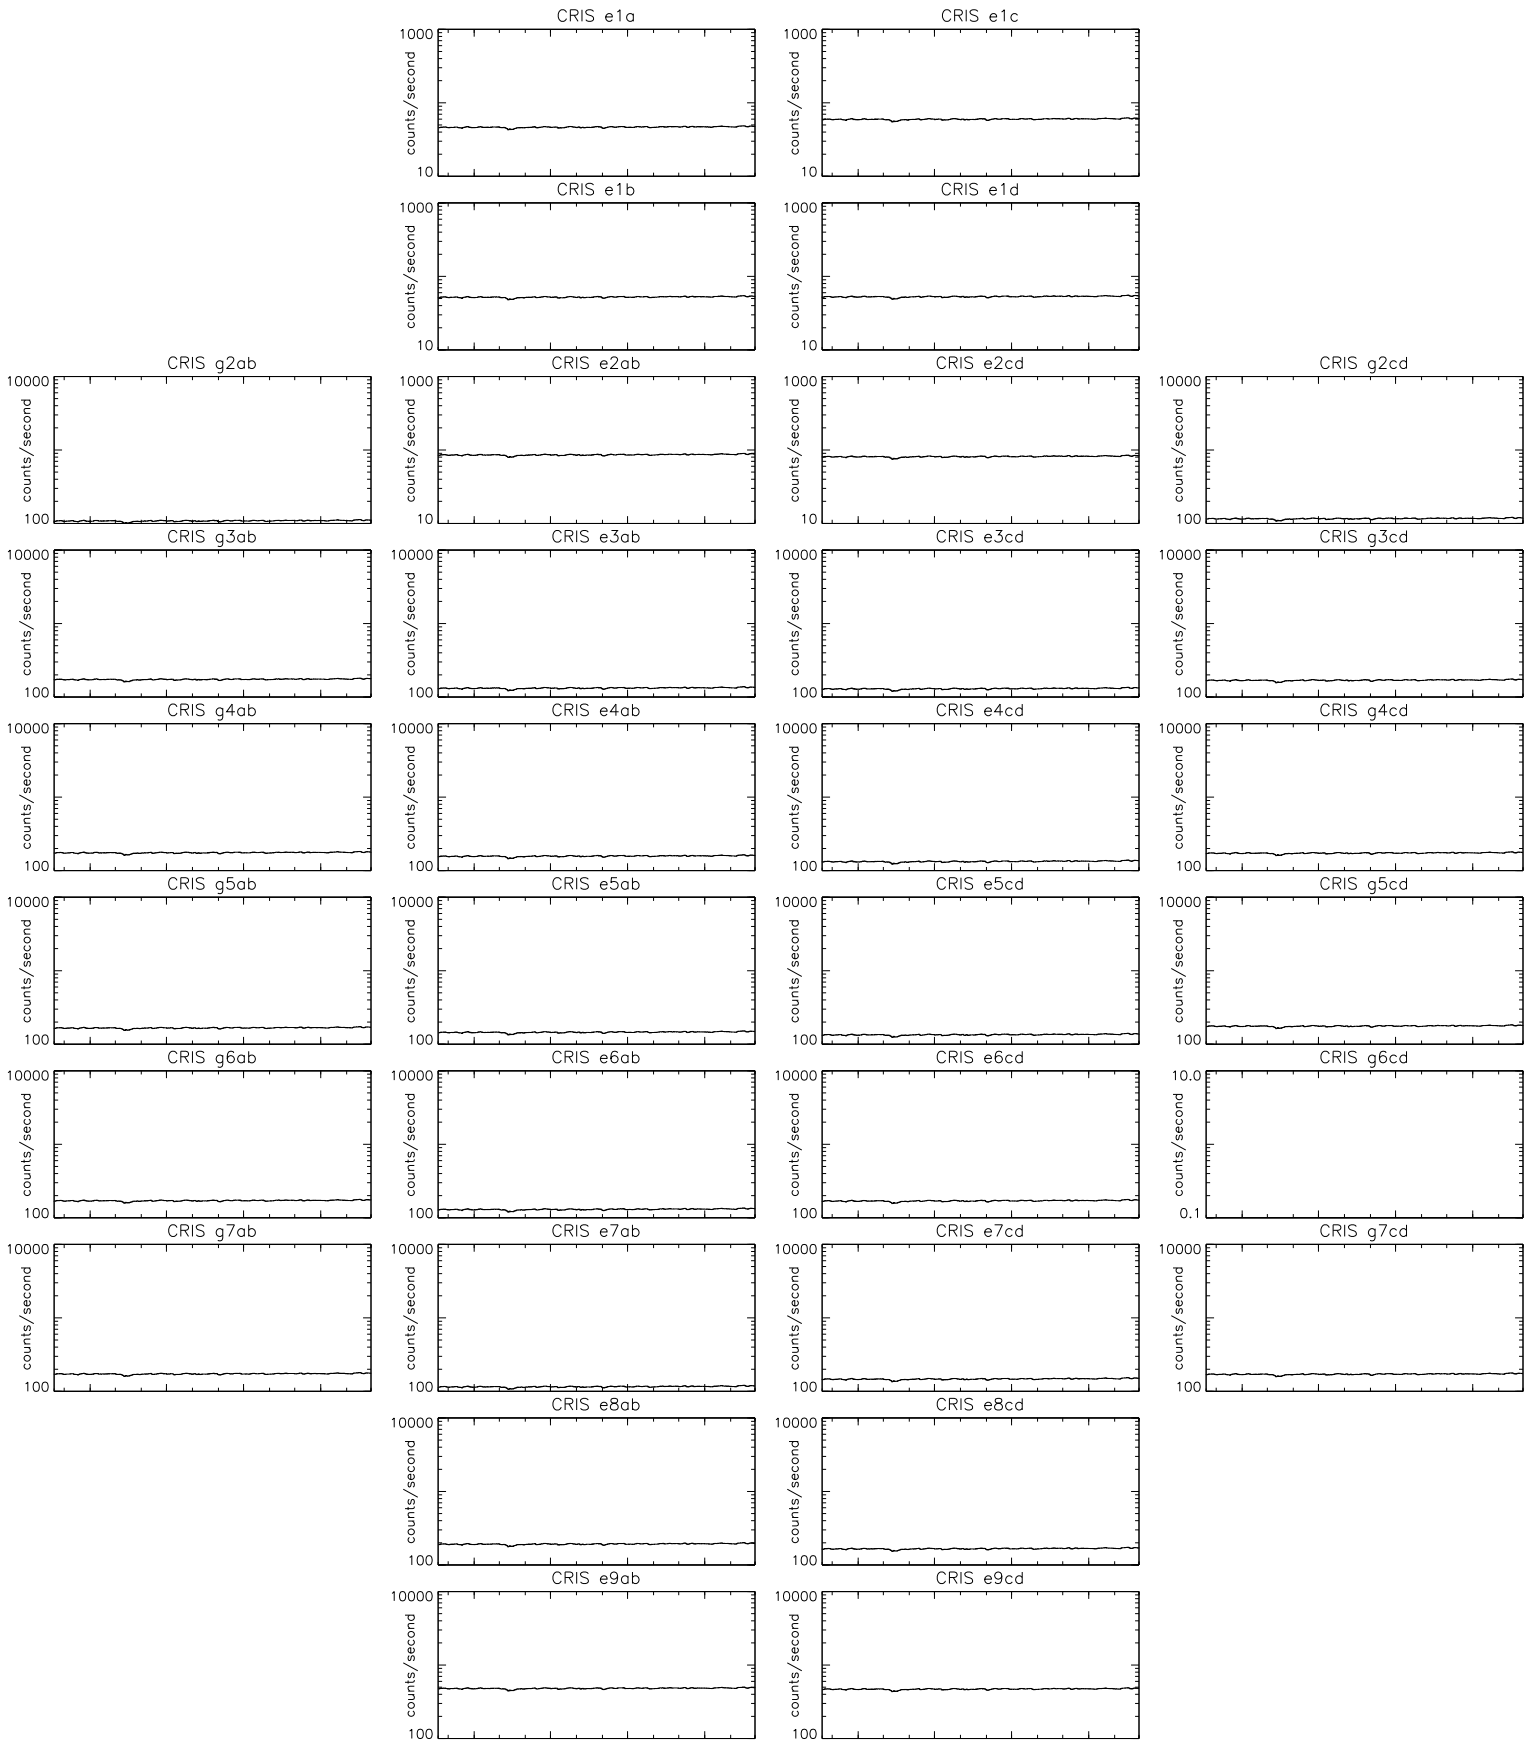 CRIS e1a
CRIS e1c
1000
counts/second
10
1000
counts/second
10
CRIS e1b
CRIS e1d
1000
counts/second
10
1000
counts/second
10
CRIS g2ab
CRIS e2ab
CRIS e2cd
CRIS g2cd
10000
counts/second
100
1000
counts/second
10
1000
counts/second
10
10000
counts/second
100
CRIS g3ab
CRIS e3ab
CRIS e3cd
CRIS g3cd
10000
counts/second
100
10000
counts/second
100
10000
counts/second
100
10000
counts/second
100
CRIS g4ab
CRIS e4ab
CRIS e4cd
CRIS g4cd
10000
counts/second
100
10000
counts/second
100
10000
counts/second
100
10000
counts/second
100
CRIS g5ab
CRIS e5ab
CRIS e5cd
CRIS g5cd
10000
counts/second
100
10000
counts/second
100
10000
counts/second
100
10000
counts/second
100
CRIS g6ab
CRIS e6ab
CRIS e6cd
CRIS g6cd
10000
counts/second
100
10000
counts/second
100
10000
counts/second
100
10.0
counts/second
0.1
CRIS g7ab
CRIS e7ab
CRIS e7cd
CRIS g7cd
10000
counts/second
100
10000
counts/second
100
10000
counts/second
100
10000
counts/second
100
CRIS e8ab
CRIS e8cd
10000
counts/second
100
10000
counts/second
100
CRIS e9ab
CRIS e9cd
10000
counts/second
100
10000
counts/second
100